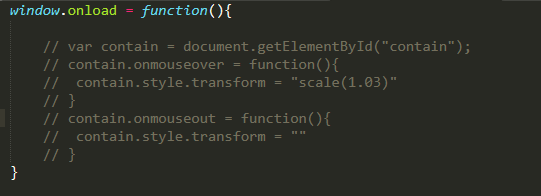 window.onload = function(){
// var contain = document.getElementById("contain");
// contain.onmouseover = function(){
//  contain.style.transform = "scale(1.03)"
// }
// contain.onmouseout = function(){
//  contain.style.transform = ""
// }
}